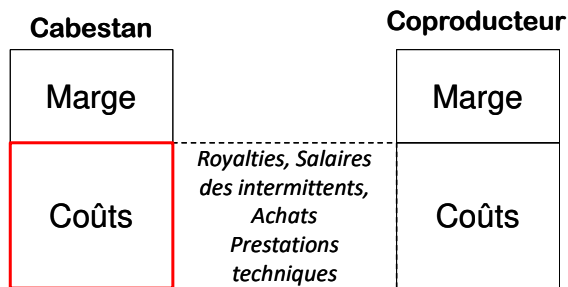 Cabestan
Coproducteur
Marge
Marge
Royalties, Salaires
des intermittents,
Achats
Prestations
techniques
Coûts
Coûts